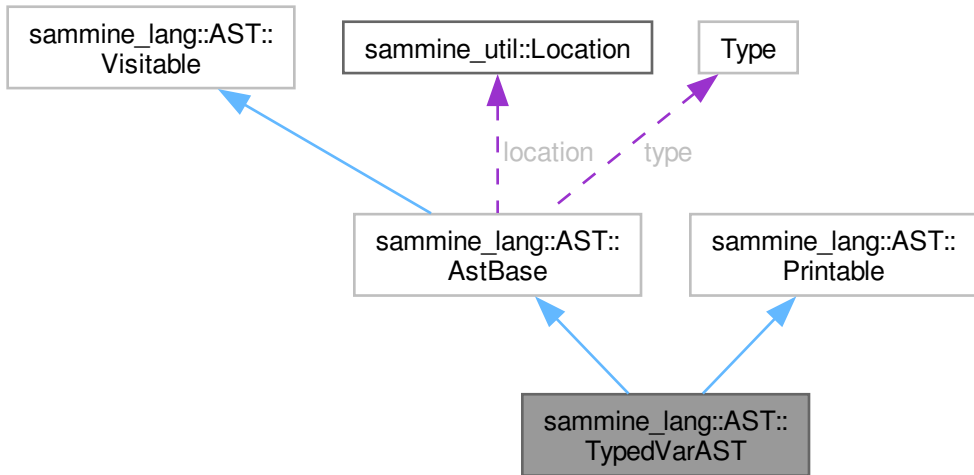 sammine_lang::AST::
Visitable
sammine_util::Location
Type
location
type
sammine_lang::AST::
AstBase
sammine_lang::AST::
Printable
sammine_lang::AST::
TypedVarAST